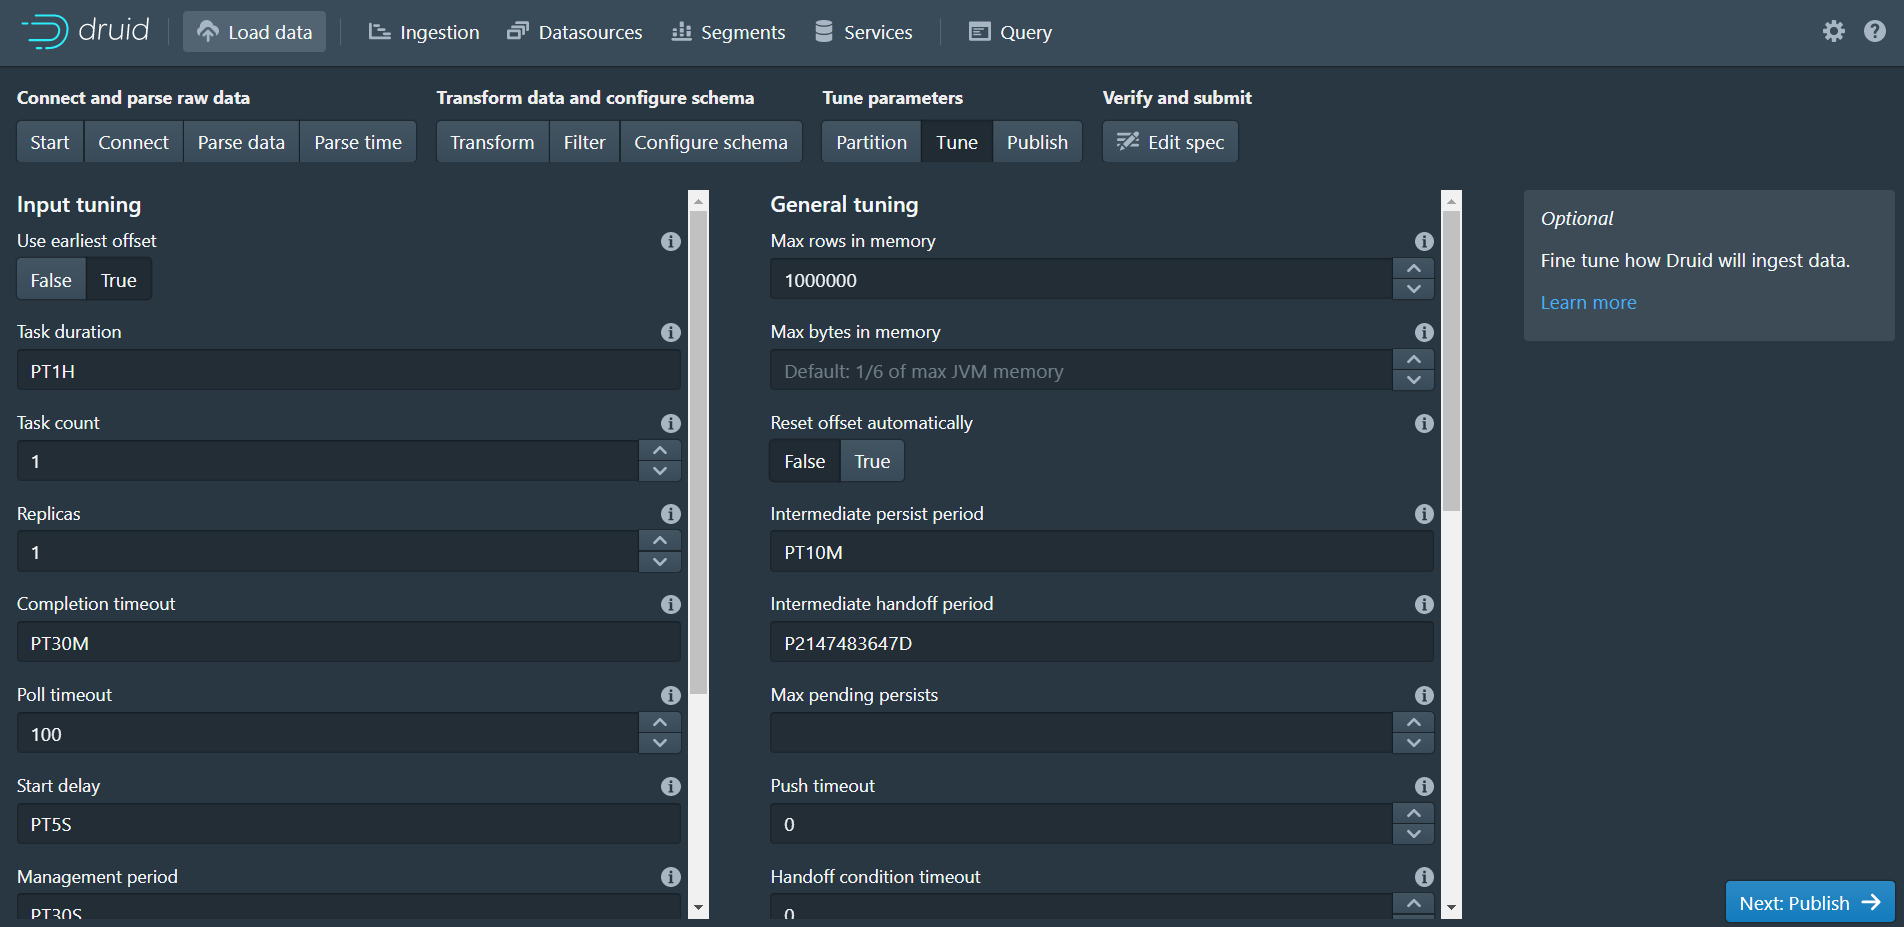 druid
Load data
Ingestion
Datasources
Segments
Services
Query
Connect and parse raw data
Transform data and configure schema
Tune parameters
Verify and submit
Start
Connect
Parse data
Parse time
Transform
Filter
Configure schema
Partition
Tune
Publish
Edit spec
Input tuning
Use earliest offset
False
True
Task duration
PT1H
Task count
1
Replicas
1
Completion timeout
PT30M
Poll timeout
100
Start delay
PT5S
Management period
PT30S
General tuning
Max rows in memory
1000000
Max bytes in memory
Default: 1/6 of max JVM memory
Reset offset automatically
False
True
Intermediate persist period
PT10M
Intermediate handoff period
P2147483647D
Max pending persists
Push timeout
0
Handoff condition timeout
0
Optional
Fine tune how Druid will ingest data.
Learn more
Next: Publish